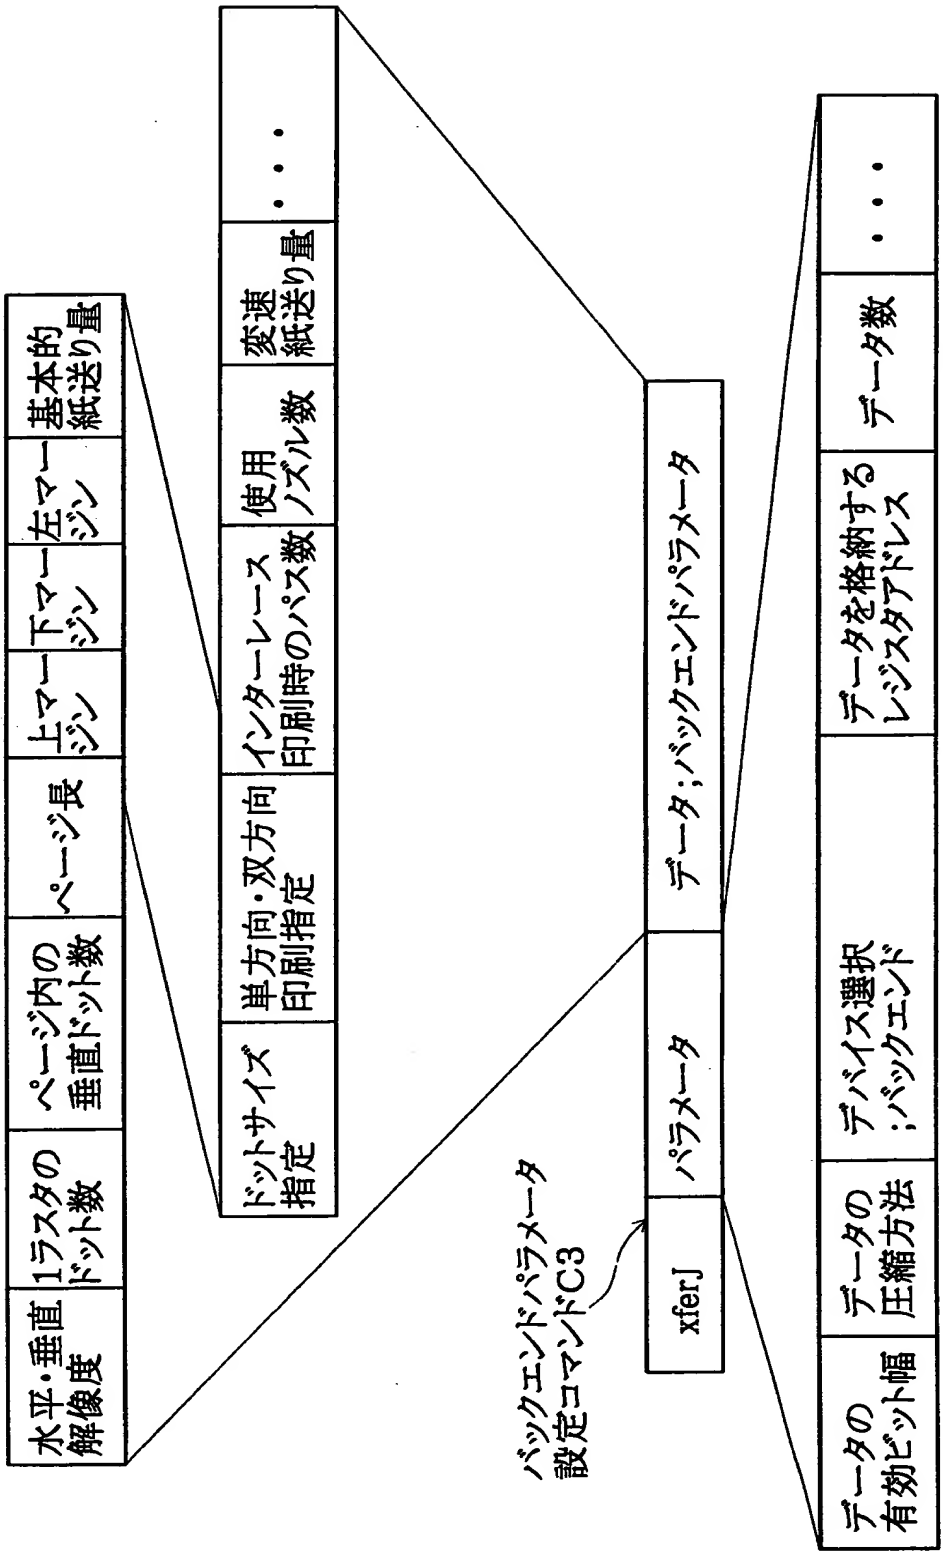 水平・垂直
解像度
1ラスタの
ドット数
ページ内の
垂直ドット数
ページ長
上マー
ジン
下マー
ジン
左マー
ジン
基本的
紙送り量
ドットサイズ
指定
単方向・双方向
印刷指定
インターレース
印刷時のパス数
使用
ノズル数
変速
紙送り量
・・・
バックエンドパラメータ
設定コマンドC3
xferJ
パラメータ
データ;バックエンドパラメータ
データの
有効ビット幅
データの
圧縮方法
デバイス選択
;バックエンド
データを格納する
レジスタアドレス
データ数
・・・